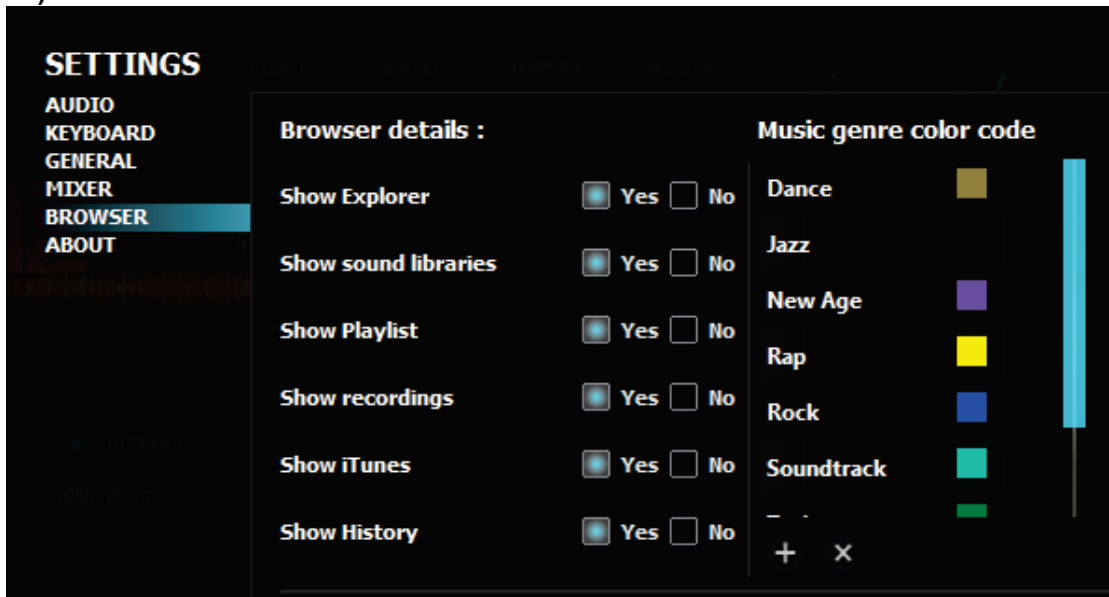 SETTINGS
AUDIO
KEYBOARD
GENERAL
MIXER
BROWSER
ABOUT
Browser details :
Show Explorer Yes No
Show sound libraries Yes No
Show Playlist Yes No
Show recordings Yes No
Show iTunes Yes No
Show History Yes No
Music genre color code
Dance
Jazz
New Age
Rap
Rock
Soundtrack
+ ×